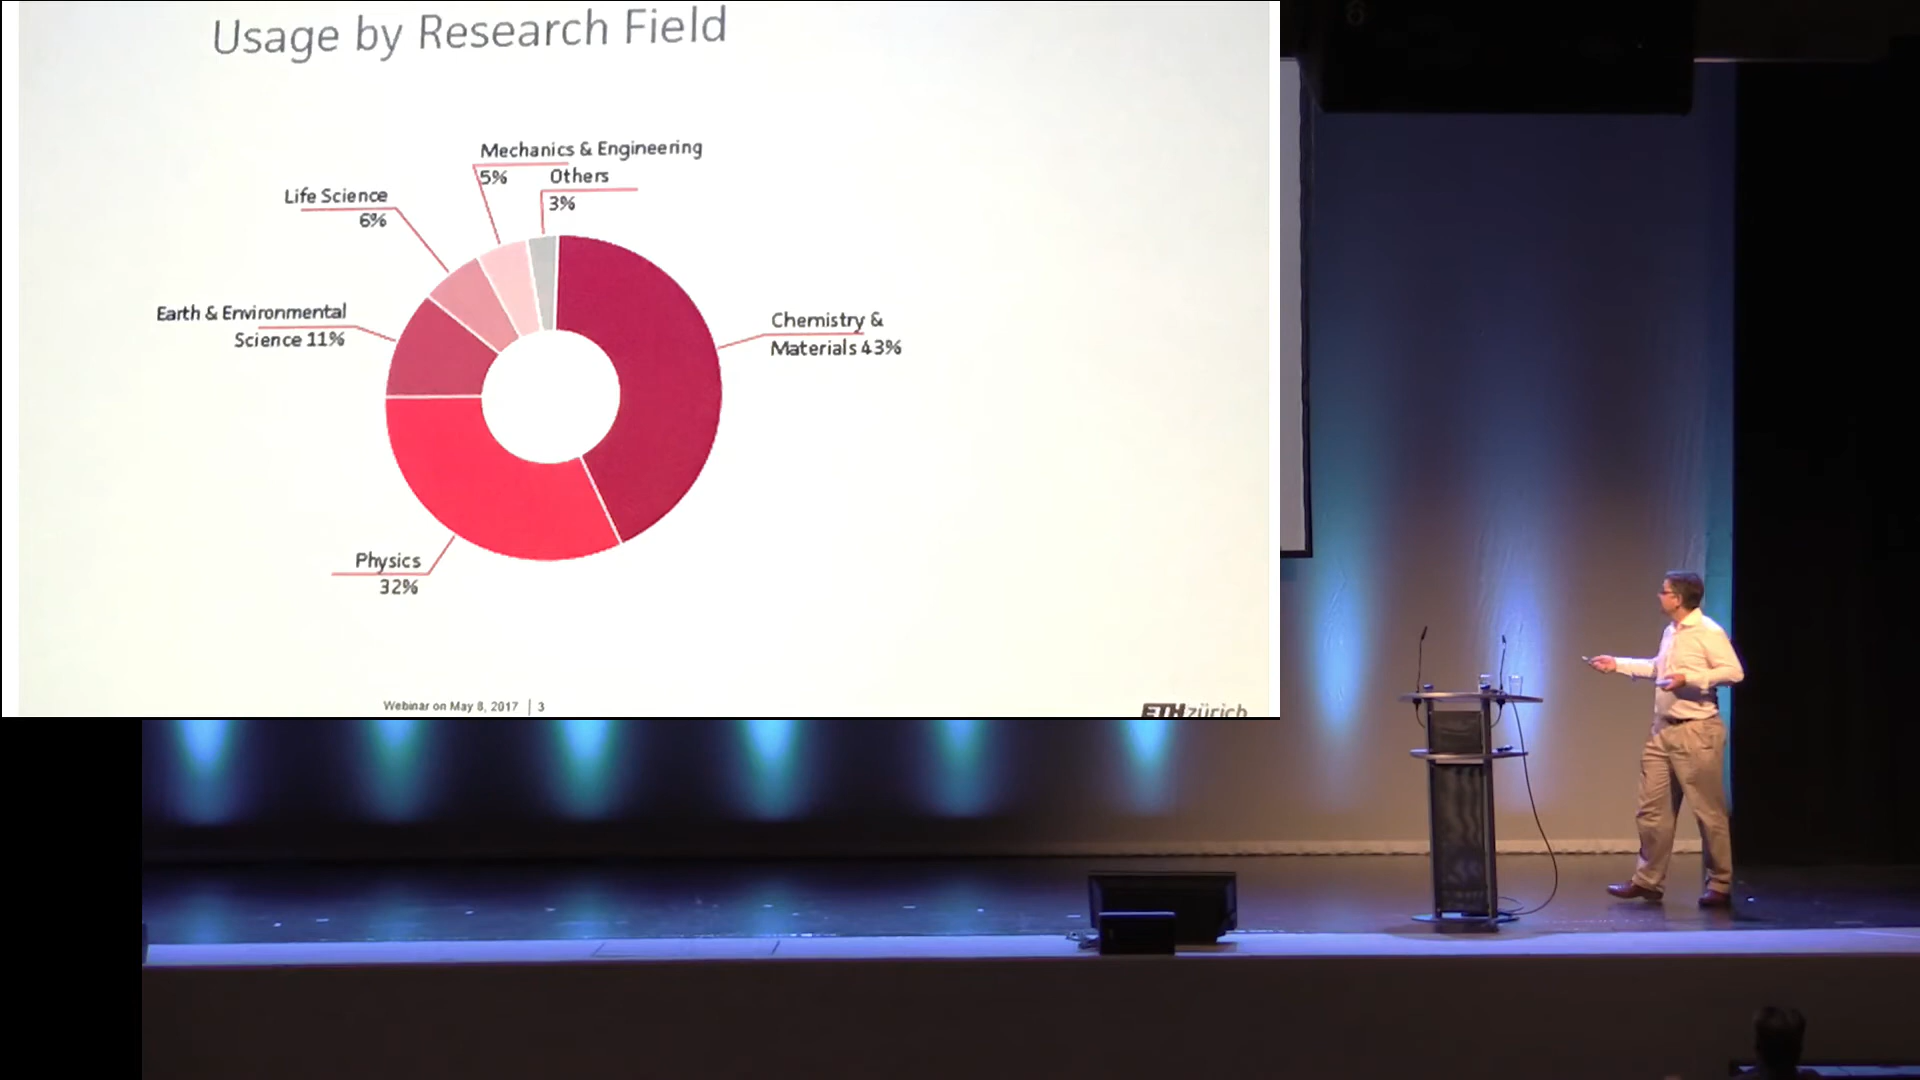 Usage by Research Field
Mechanics & Engineering
5%
Others
3%
Life Science
6%
Earth & Environmental
Science 11%
Chemistry &
Materials 43%
Physics
32%
Webinar on May 8, 2017 | 3
ETH zürich